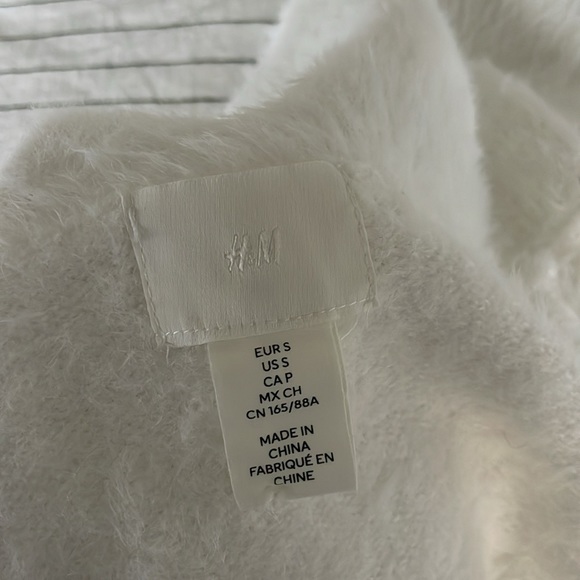 H&M
EUR S
US S
CA P
MX CH
CN 165/88A
MADE IN
CHINA
FABRIQUÉ EN
CHINE